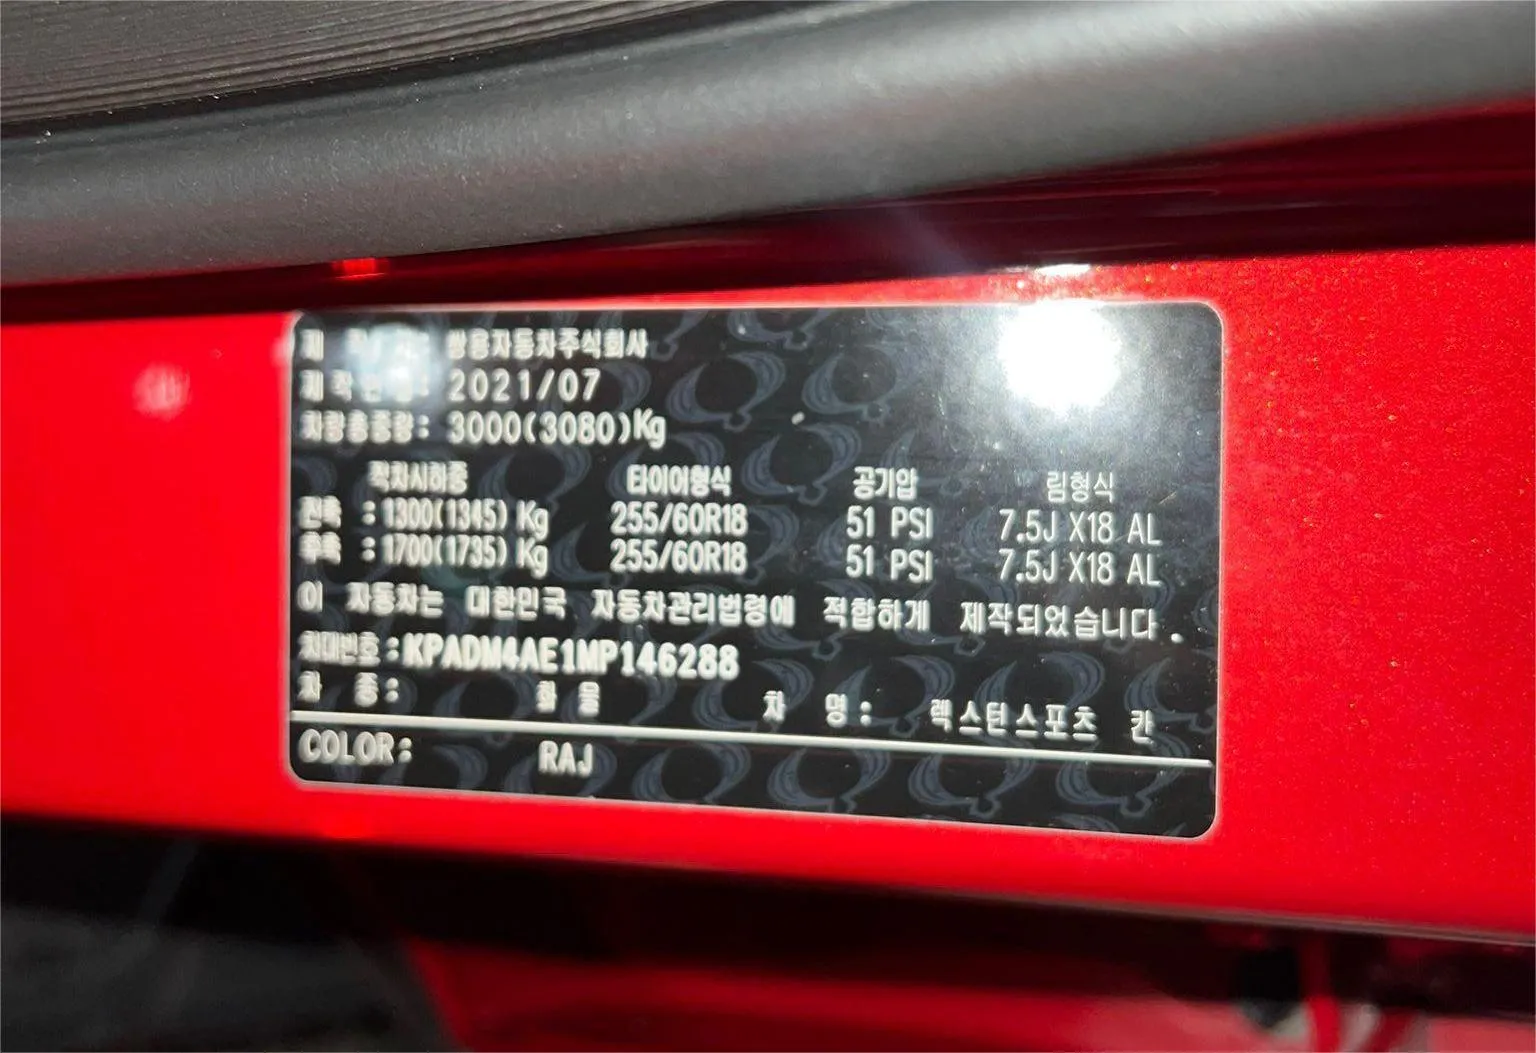 제 작 자: 쌍용자동차주식회사
제작연월: 2021/07
차량총중량: 3000(3080)Kg
적차시하중 타이어형식 공기압 림형식
전축 : 1300(1345) Kg 255/60R18 51 PSI 7.5J X18 AL
후축 : 1700(1735) Kg 255/60R18 51 PSI 7.5J X18 AL
이 자동차는 대한민국 자동차관리법령에 적합하게 제작되었습니다.
차대번호:KPADM4AE1MP146288
차 종: 화 물 차 명: 렉스턴스포츠 칸
COLOR: RAJ